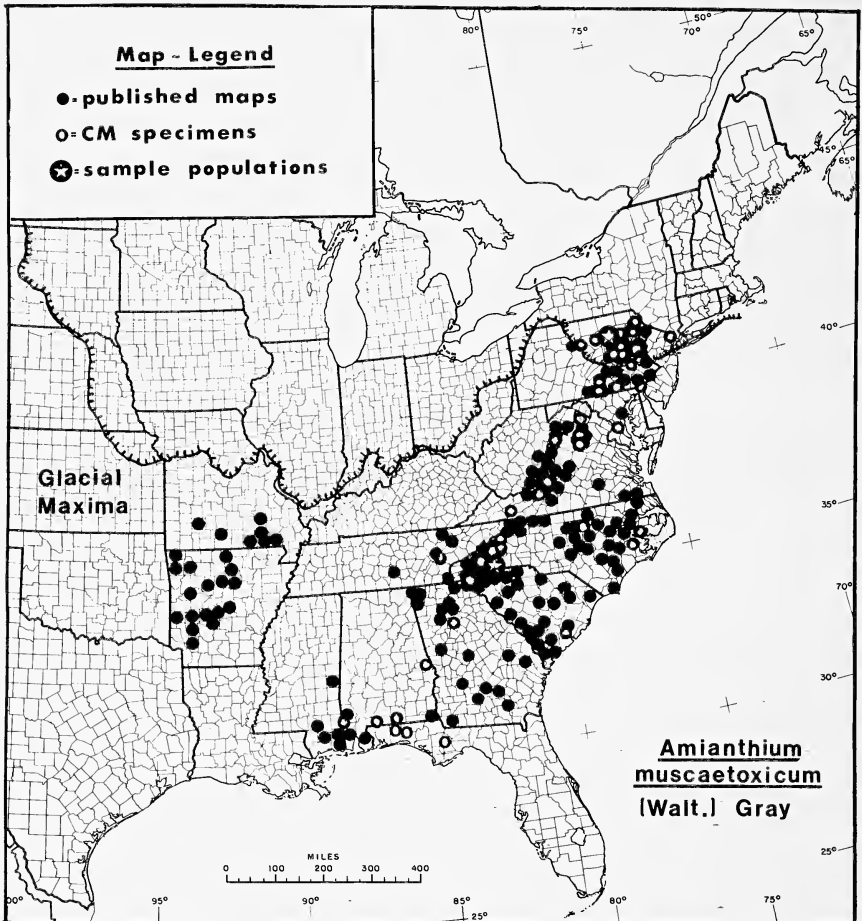 Map - Legend
●=published maps
○=CM specimens
✪=sample populations
80°
75°
70°
50°
65°
45°
65°
40°
35°
70°
30°
25°
Glacial
Maxima
Amianthium
muscaetoxicum
(Walt.) Gray
MILES
0 100 200 300 400
00°
95°
90°
85°
25°
80°
75°